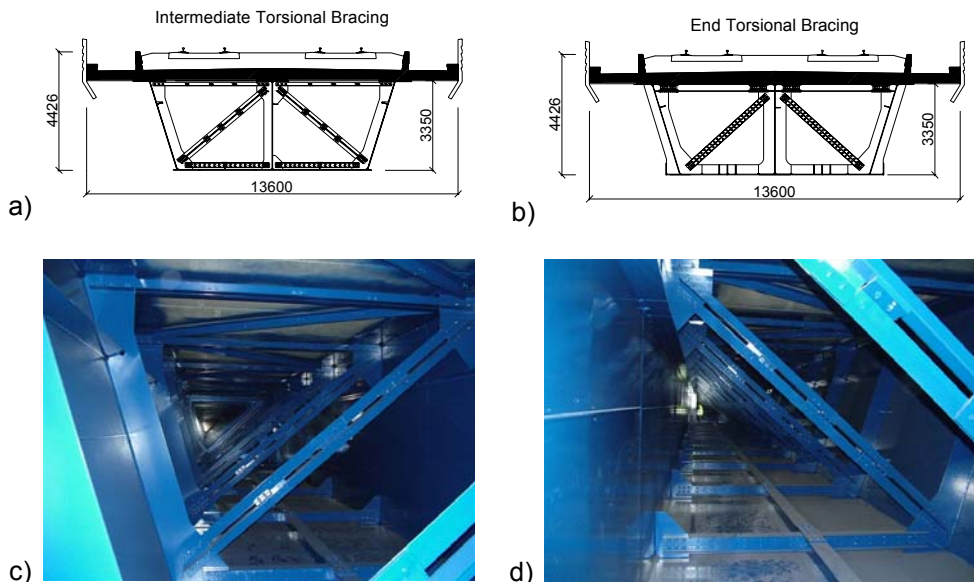 Intermediate Torsional Bracing
4426
3350
13600
a)
End Torsional Bracing
4426
3350
13600
b)
c)
d)